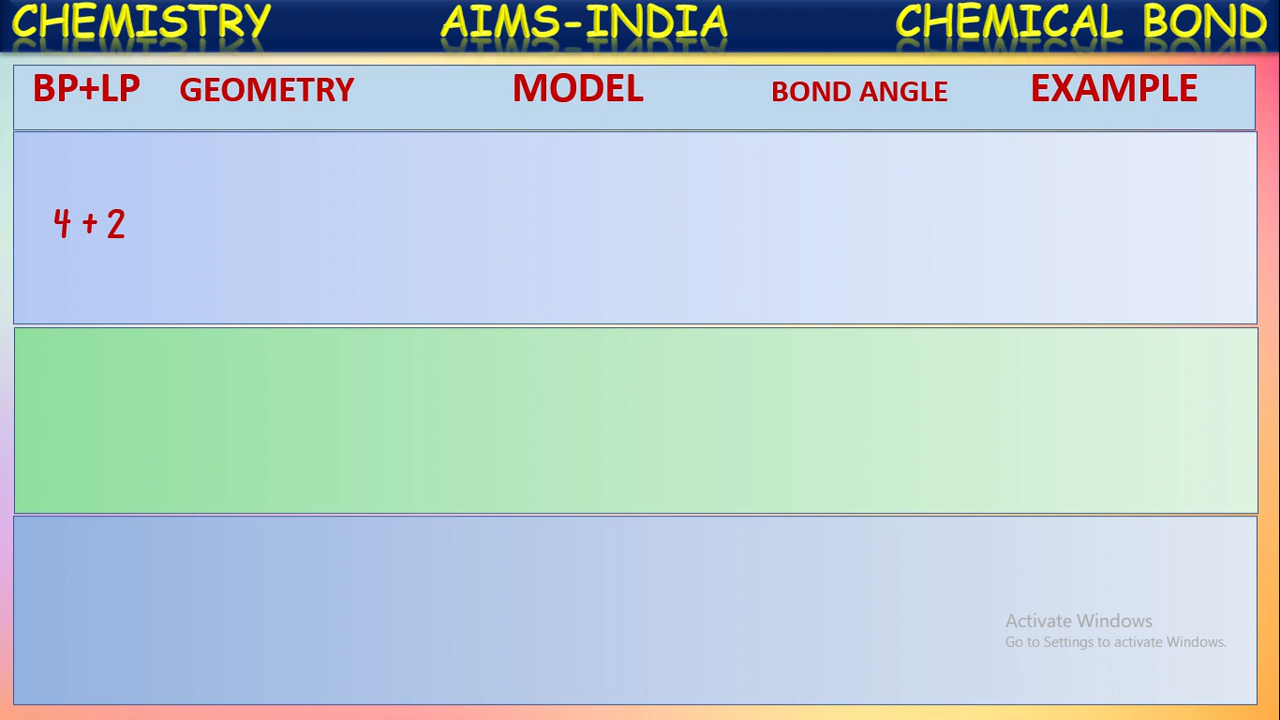 CHEMISTRY AIMS-INDIA CHEMICAL BOND
BP+LP GEOMETRY MODEL BOND ANGLE EXAMPLE
4 + 2
Activate Windows
Go to Settings to activate Windows.